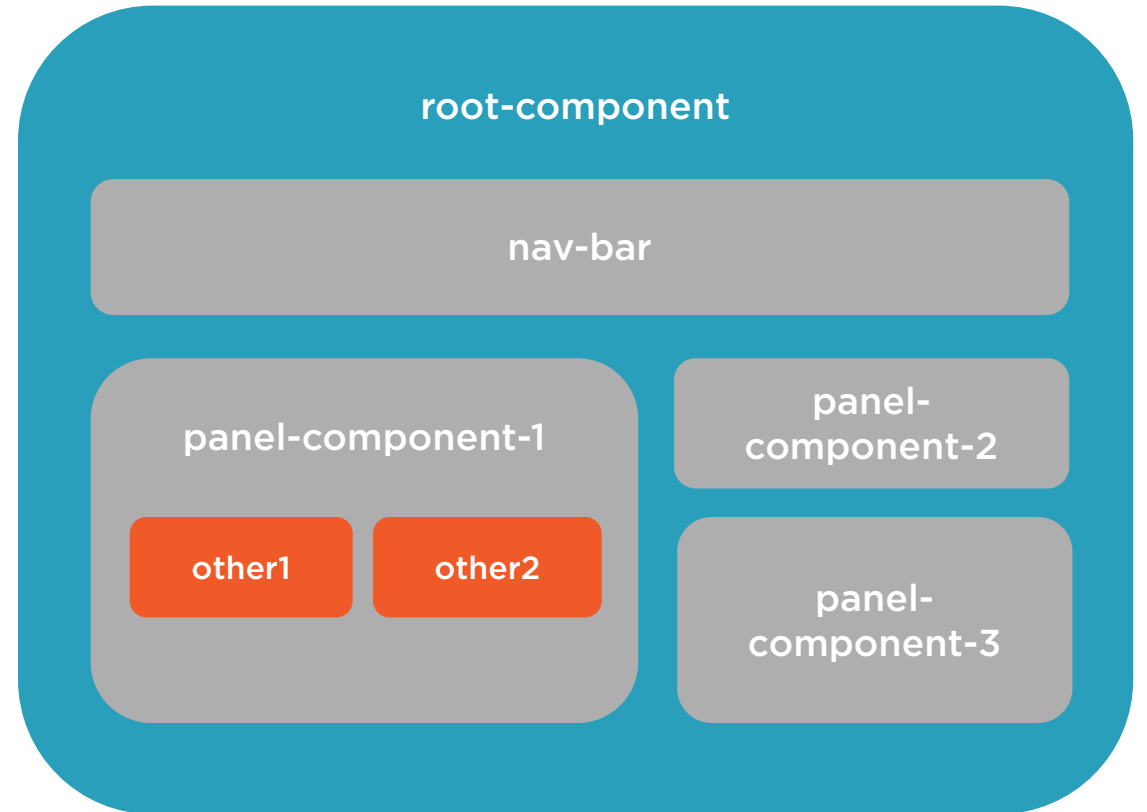 root-component
nav-bar
panel-component-1
other1
other2
panel-
component-2
panel-
component-3